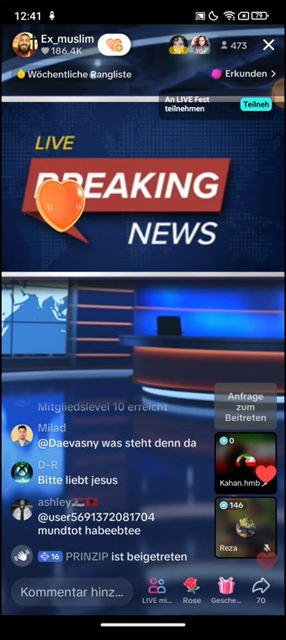 12:41
79
Ex_muslim
186.4K
473
Wöchentliche Rangliste
Erkunden >
An LIVE Fest
teilnehmen
Teilneh
LIVE
BREAKING
NEWS
Mitgliedslevel 10 erreicht
Anfrage
zum
Beitreten
Milad
@Daevasny was steht denn da
0
Kahan.hmb
D-R
Bitte liebt jesus
ashley
@user5691372081704
mundtot habeebtee
146
Reza
16 PRINZIP ist beigetreten
Kommentar hinz...
LIVE mi...
Rose
Gesche...
70